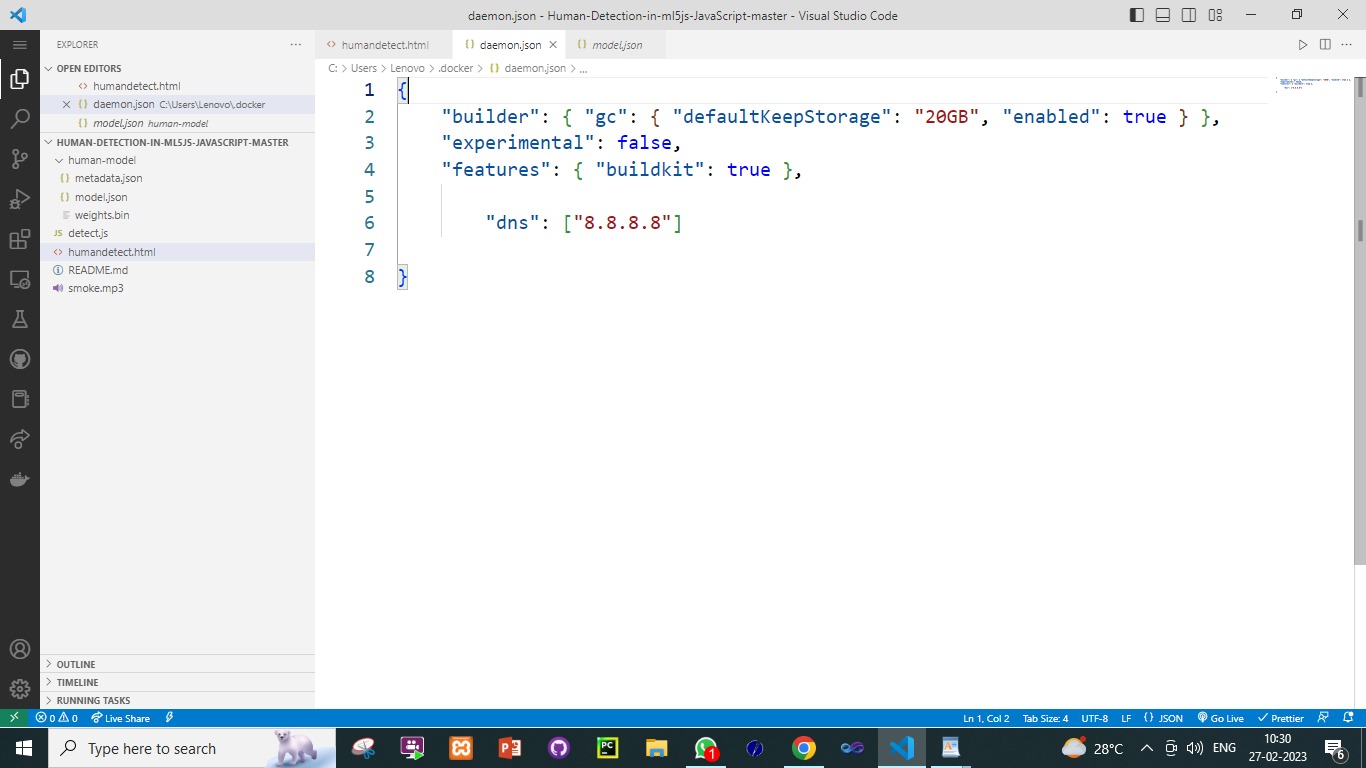 daemon.json - Human-Detection-in-ml5js-JavaScript-master - Visual Studio Code
EXPLORER
OPEN EDITORS
humandetect.html
daemon.json C:\Users\Lenovo\.docker
model.json human-model
HUMAN-DETECTION-IN-ML5JS-JAVASCRIPT-MASTER
human-model
metadata.json
model.json
weights.bin
JS detect.js
humandetect.html
README.md
smoke.mp3
OUTLINE
TIMELINE
RUNNING TASKS
humandetect.html daemon.json model.json
C: > Users > Lenovo > .docker > {} daemon.json > ...
1 {
2 "builder": { "gc": { "defaultKeepStorage": "20GB", "enabled": true } },
3 "experimental": false,
4 "features": { "buildkit": true },
5
6 "dns": ["8.8.8.8"]
7
8 }
0 0 Live Share Ln 1, Col 2 Tab Size: 4 UTF-8 LF {} JSON Go Live Prettier
Type here to search PC 1 28°C ENG 10:30
27-02-2023 6